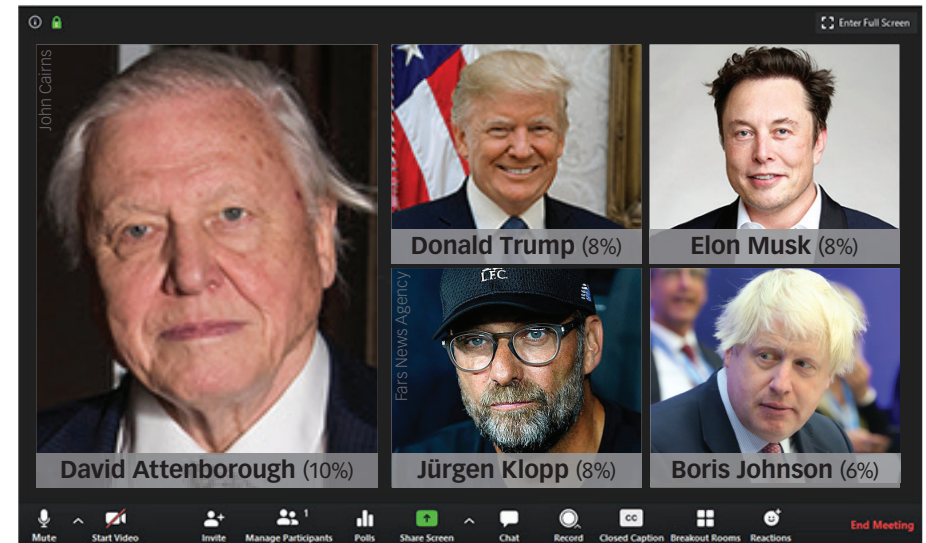 Enter Full Screen
John Cairns
David Attenborough (10%)
Donald Trump (8%)
Elon Musk (8%)
Fars News Agency
LFC.
Jürgen Klopp (8%)
Boris Johnson (6%)
Mute
Start Video
Invite
1
Manage Participants
Polls
Share Screen
Chat
Record
CC
Closed Caption
Breakout Rooms
Reactions
End Meeting